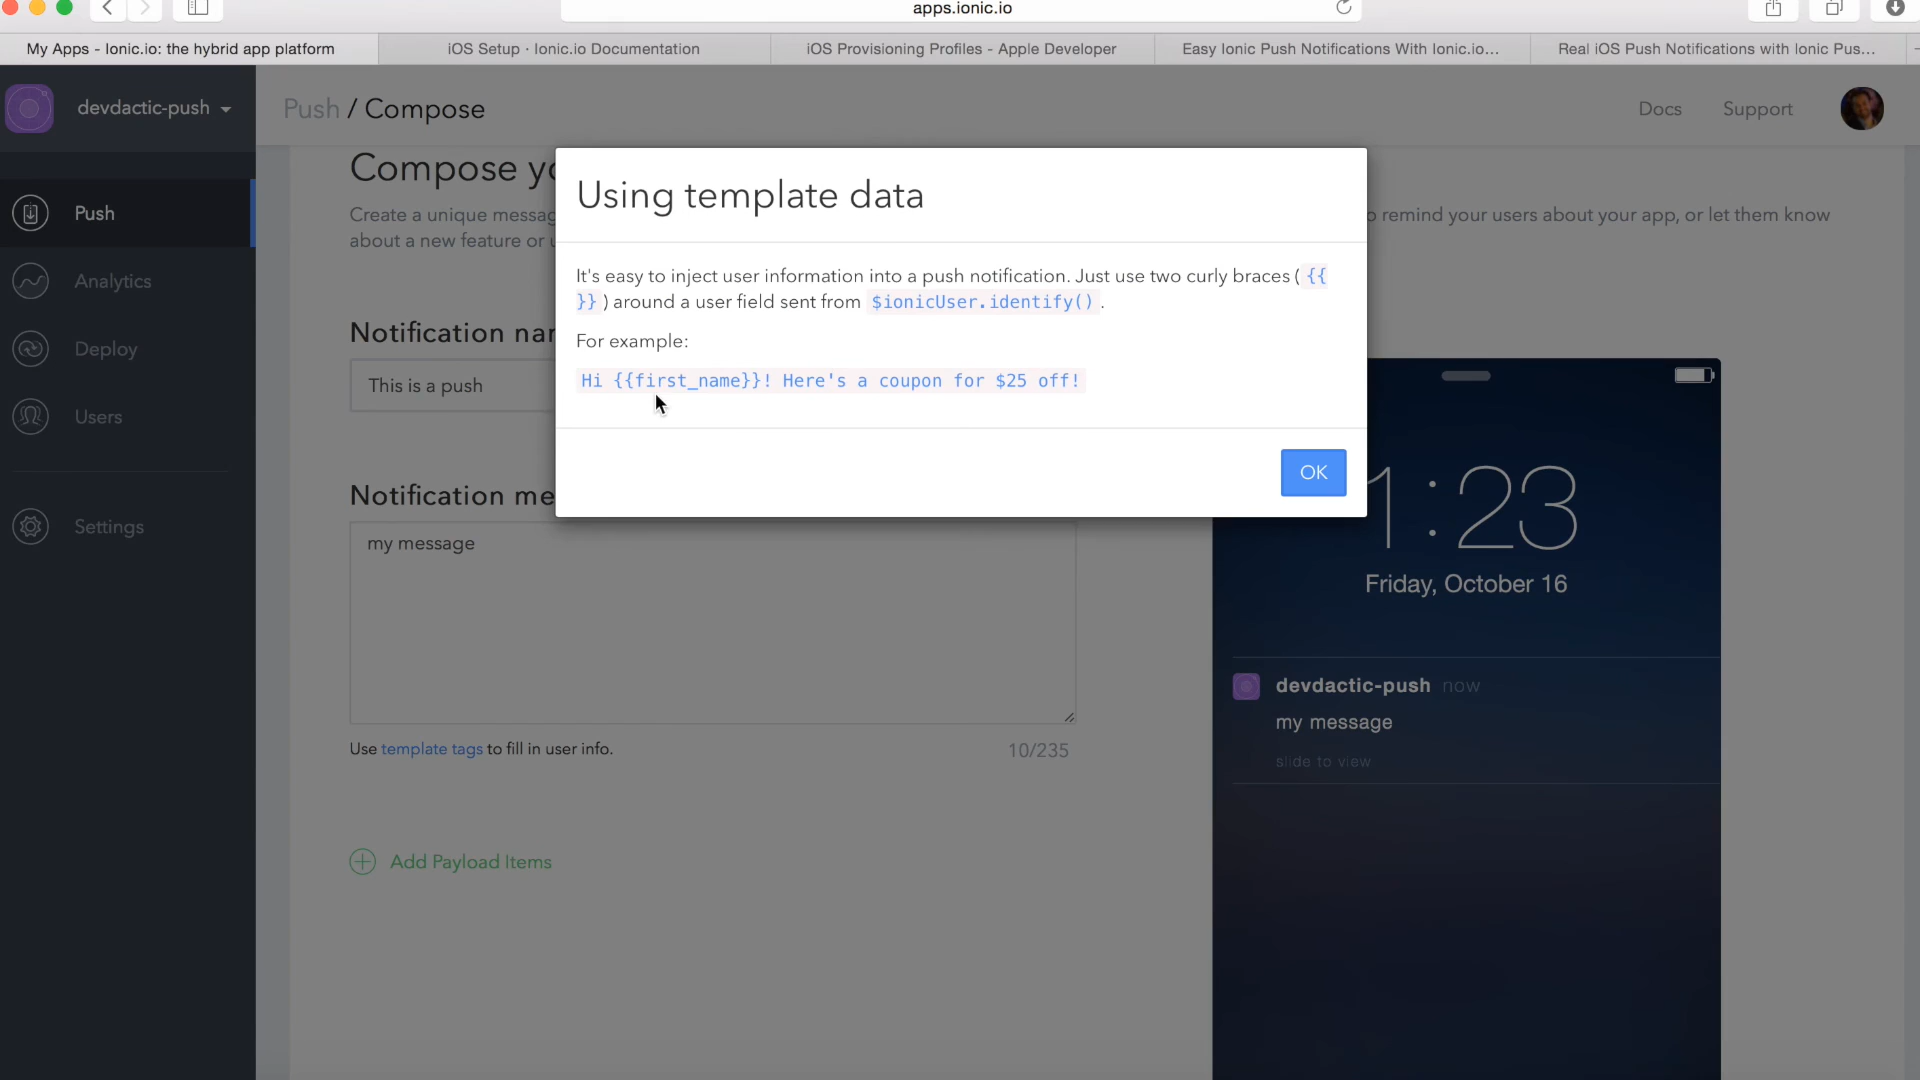 apps.ionic.io
My Apps - Ionic.io: the hybrid app platform
iOS Setup · Ionic.io Documentation
iOS Provisioning Profiles - Apple Developer
Easy Ionic Push Notifications With Ionic.io...
Real iOS Push Notifications with Ionic Pus...
devdactic-push
Push / Compose
Docs
Support
Push
Analytics
Deploy
Users
Settings
Compose yo
Create a unique messag
o remind your users about your app, or let them know
about a new feature or u
Using template data
It's easy to inject user information into a push notification. Just use two curly braces ( {{
}} ) around a user field sent from $ionicUser.identify() .
For example:
Hi {{first_name}}! Here's a coupon for $25 off!
OK
Notification nam
This is a push
Notification me
my message
Use template tags to fill in user info.
10/235
Add Payload Items
1:23
Friday, October 16
devdactic-push now
my message
slide to view